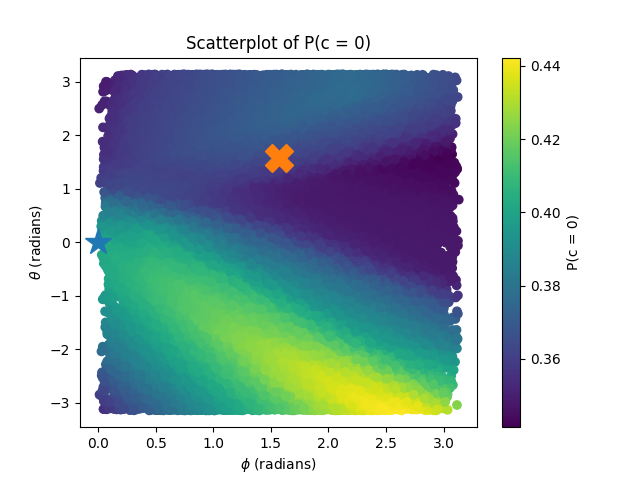 Scatterplot of P(c = 0)
θ (radians)
3
2
1
0
−1
−2
−3
0.0 0.5 1.0 1.5 2.0 2.5 3.0
ϕ (radians)
0.44
0.42
0.40
0.38
0.36
P(c = 0)